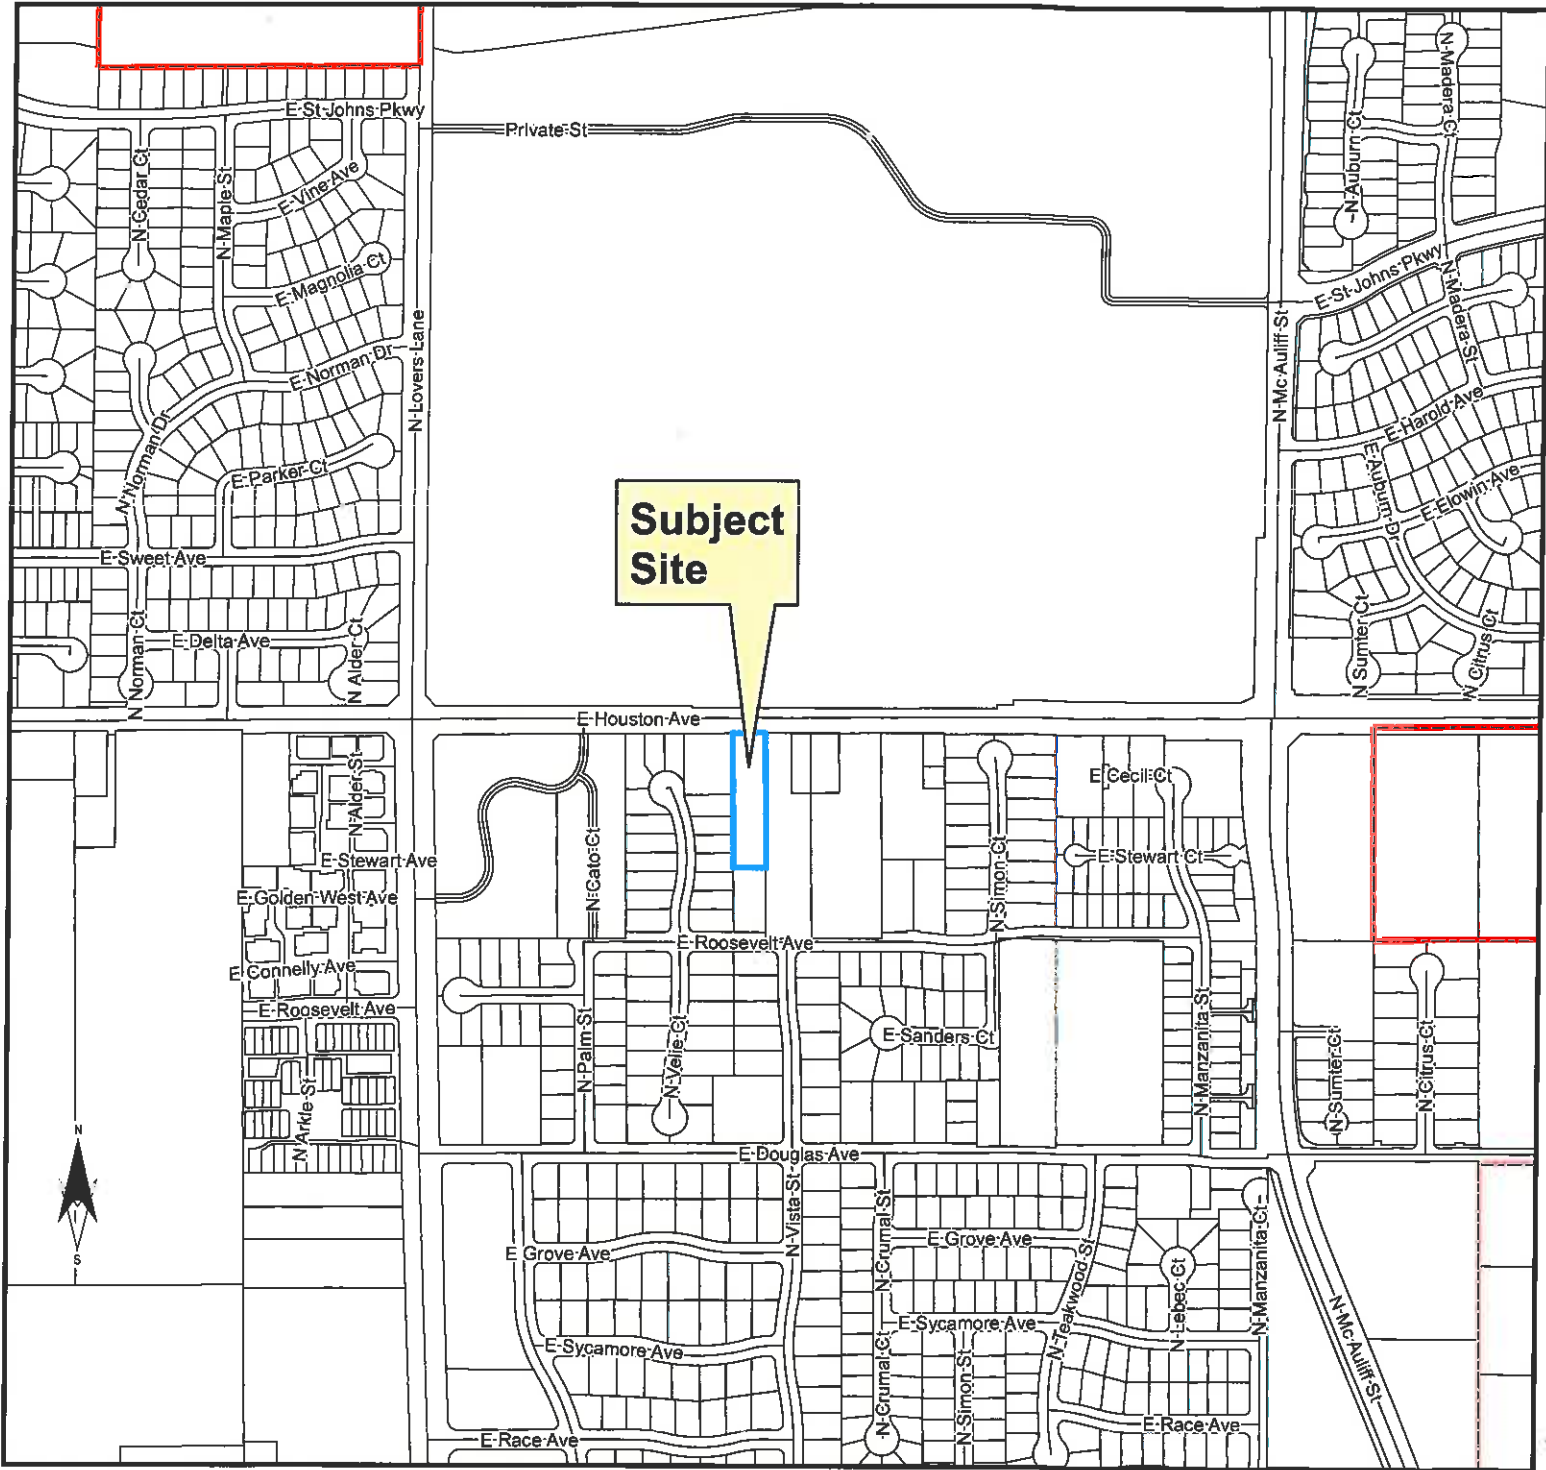 E St Johns Pkwy
Private St
N Cedar Ct
N Maple St
E Vine Ave
E Magnolia Ct
E Norman Dr
N Lovers Lane
N Norman Dr
E Parker Ct
E Sweet Ave
N Norman Ct
E Delta Ave
N Alder Ct
N Auburn Ct
N Madera Ct
E St Johns Pkwy
N Madera St
N Mc Auliff St
E Harold Ave
E Auburn Dr
E Elowin Ave
N Sumter Ct
N Citrus Ct
Subject
Site
E Houston Ave
N Alder St
E Stewart Ave
E Golden West Ave
E Connelly Ave
E Roosevelt Ave
N Arkle St
N Cato Ct
E Roosevelt Ave
N Palm St
N Velie Ct
N Simon Ct
E Cecil Ct
E Stewart Ct
E Sanders Ct
N Manzanita St
N Sumter Ct
N Citrus Ct
E Douglas Ave
N
S
N Vista St
N Crumal St
E Grove Ave
E Grove Ave
N Teakwood St
N Lebec Ct
N Manzanita Ct
E Sycamore Ave
E Sycamore Ave
N Crumal Ct
N Simon St
N Mc Auliff St
E Race Ave
E Race Ave